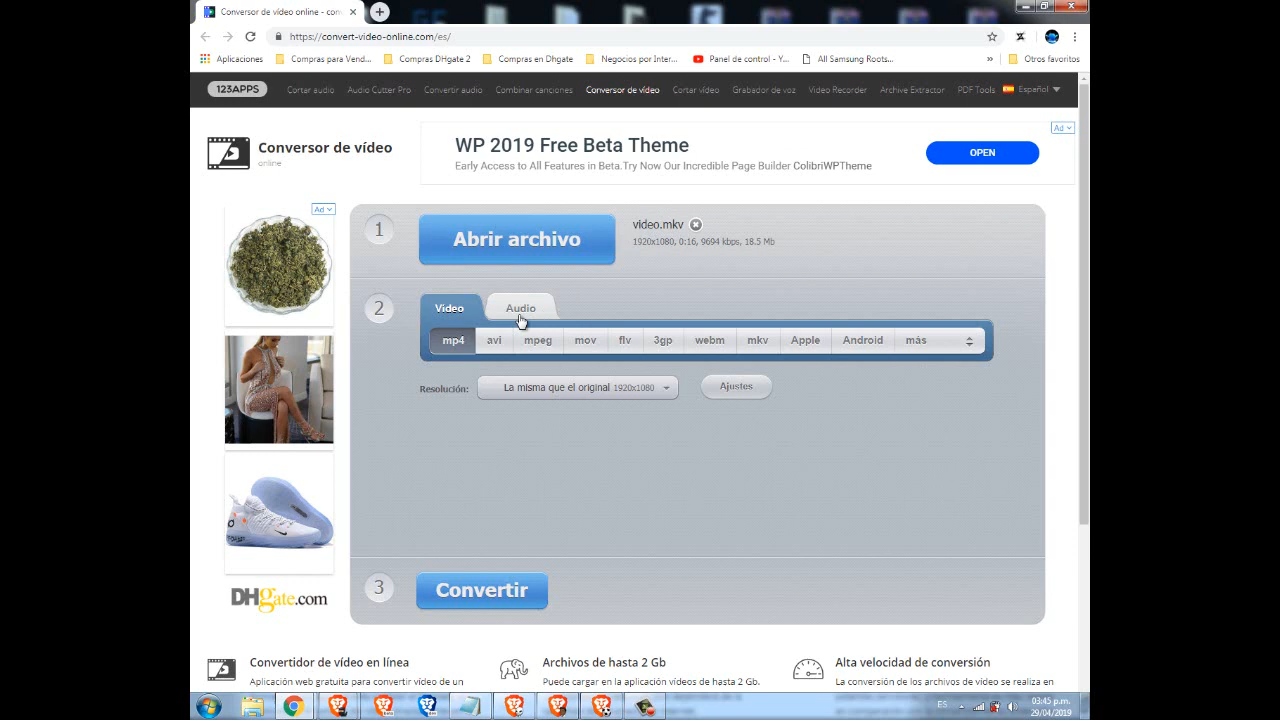 Conversor de vídeo online - con
https://convert-video-online.com/es/
Aplicaciones
Compras para Vend...
Compras DHgate 2
Compras en Dhgate
Negocios por Inter...
Panel de control - Y...
All Samsung Roots...
»
Otros favoritos
123APPS
Cortar audio
Audio Cutter Pro
Convertir audio
Combinar canciones
Conversor de vídeo
Cortar vídeo
Grabador de voz
Video Recorder
Archive Extractor
PDF Tools
Español
Conversor de vídeo
online
WP 2019 Free Beta Theme
Early Access to All Features in Beta.Try Now Our Incredible Page Builder ColibriWPTheme
OPEN
Ad
Ad
1
Abrir archivo
video.mkv
1920x1080, 0:16, 9694 kbps, 18.5 Mb
2
Video
Audio
mp4
avi
mpeg
mov
flv
3gp
webm
mkv
Apple
Android
más
Resolución:
La misma que el original 1920x1080
Ajustes
DHgate.com
3
Convertir
Convertidor de vídeo en línea
Aplicación web gratuita para convertir vídeo de un
Archivos de hasta 2 Gb
Puede cargar en la aplicación vídeos de hasta 2 Gb.
Alta velocidad de conversión
La conversión de los archivos de vídeo se realiza en
ES
03:45 p.m.
29/04/2019